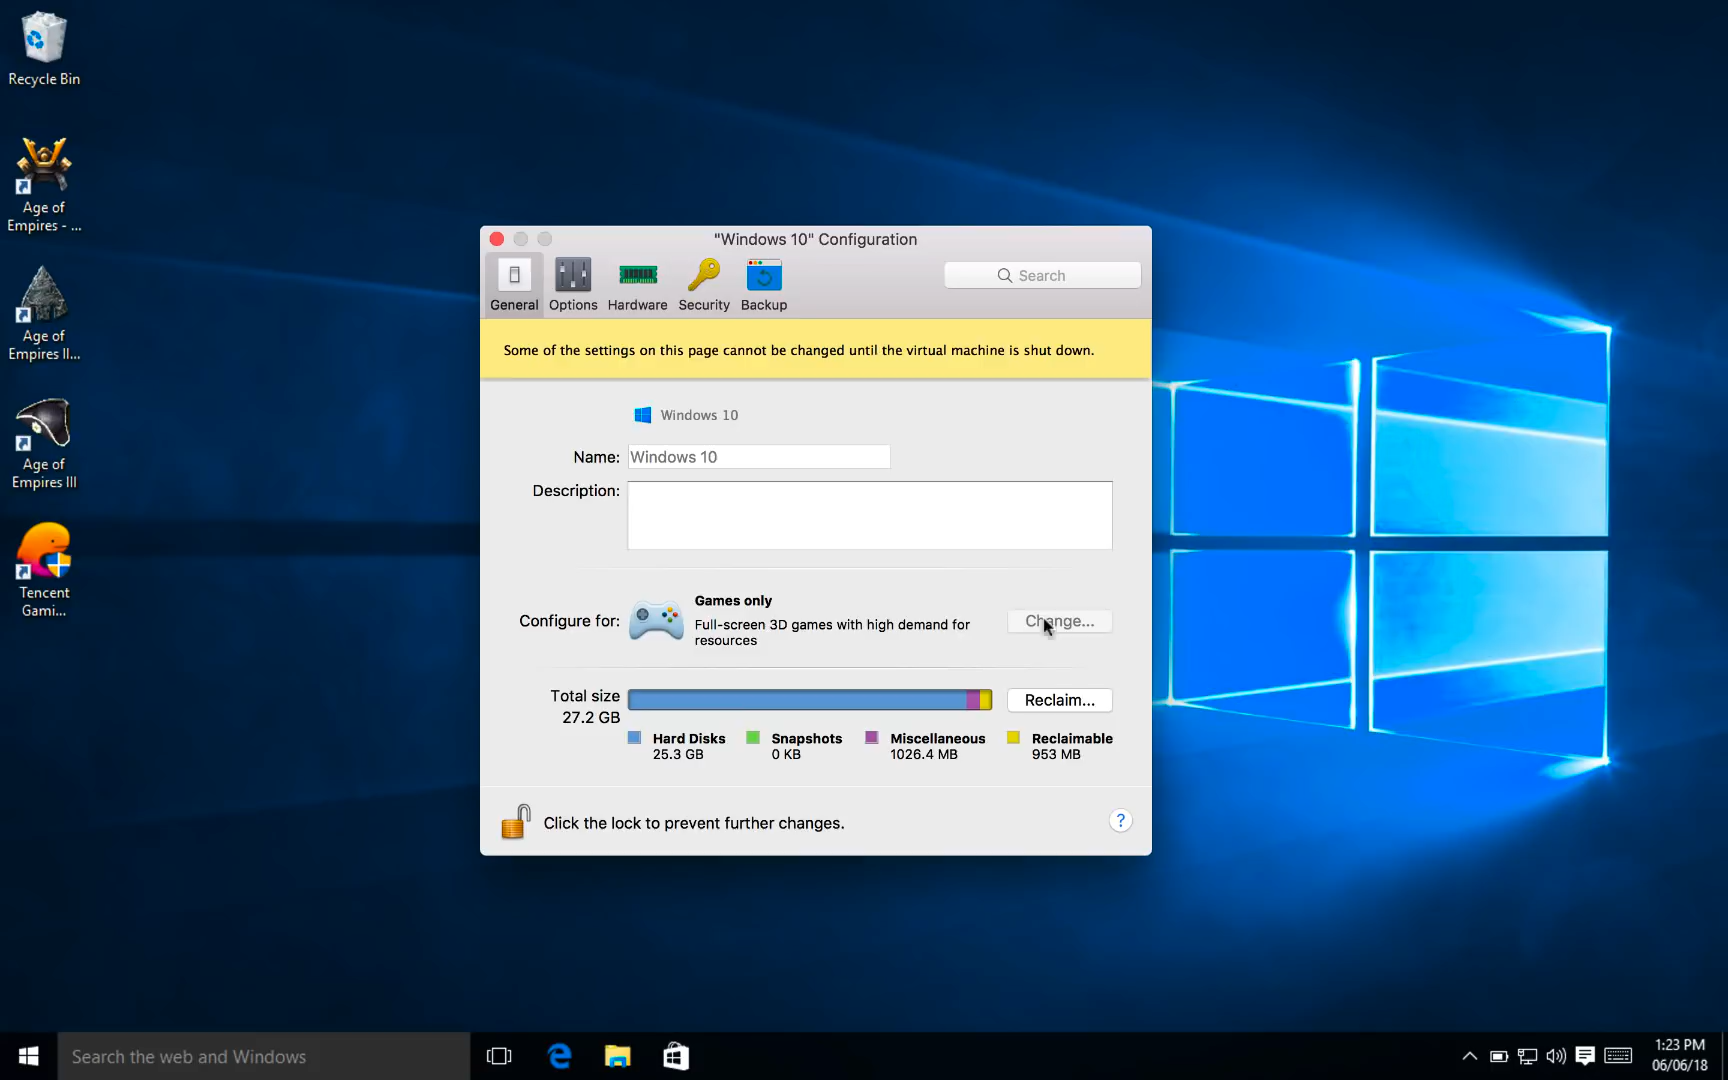 Recycle Bin
Age of
Empires - ...
Age of
Empires II...
Age of
Empires III
Tencent
Gami...
"Windows 10" Configuration
General
Options
Hardware
Security
Backup
Search
Some of the settings on this page cannot be changed until the virtual machine is shut down.
Windows 10
Name: Windows 10
Description:
Configure for:
Games only
Full-screen 3D games with high demand for
resources
Change...
Total size
27.2 GB
Reclaim...
Hard Disks
25.3 GB
Snapshots
0 KB
Miscellaneous
1026.4 MB
Reclaimable
953 MB
Click the lock to prevent further changes.
?
Search the web and Windows
1:23 PM
06/06/18